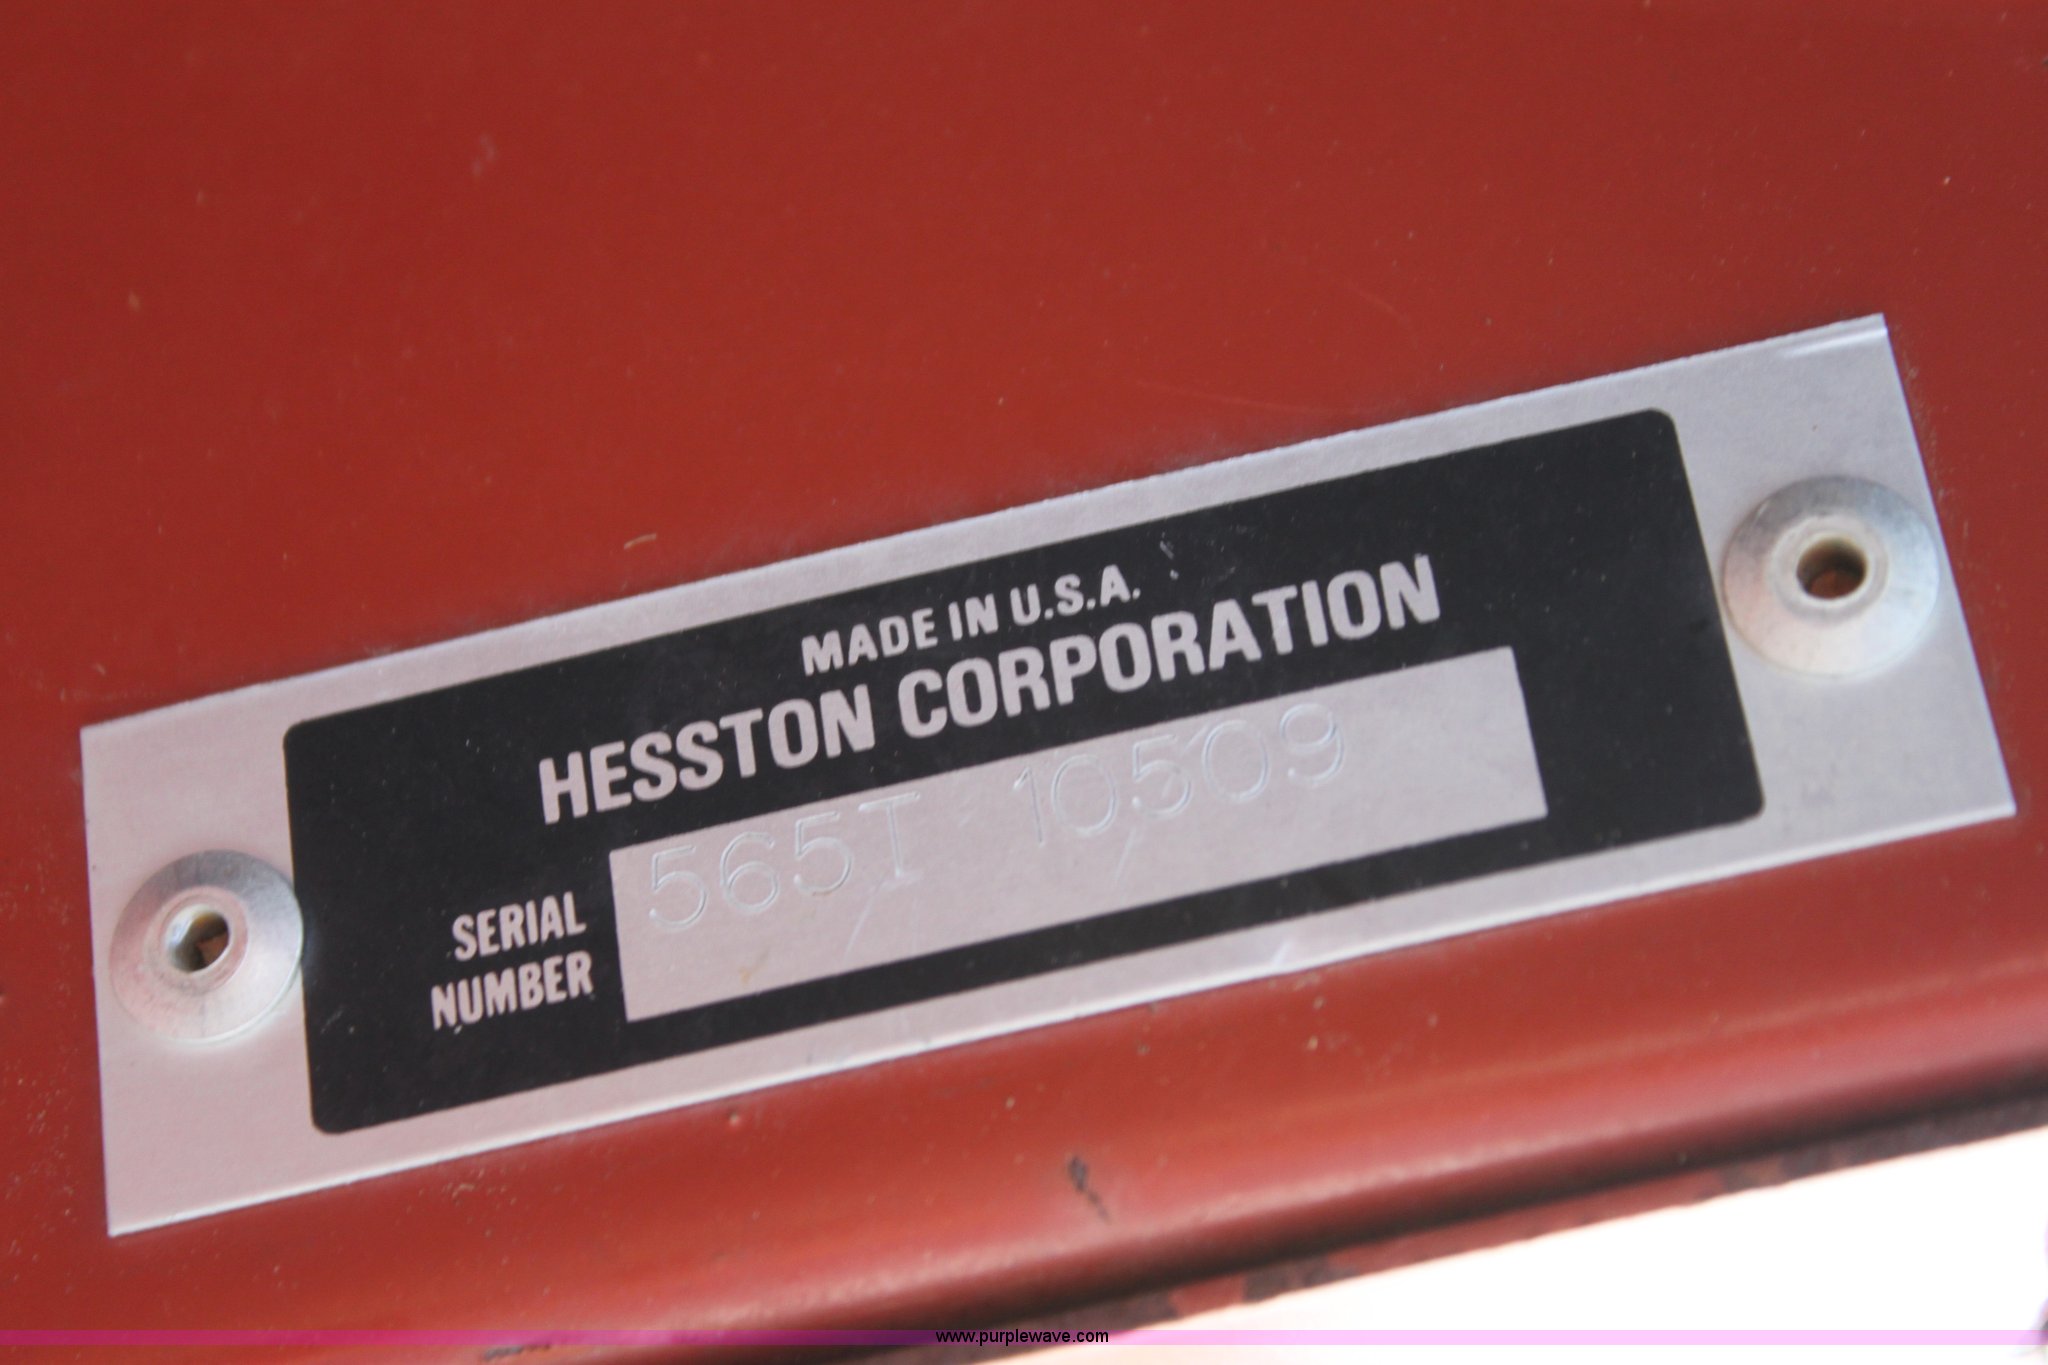 MADE IN U.S.A.
HESSTON CORPORATION
SERIAL
NUMBER
565T 10509
www.purplewave.com